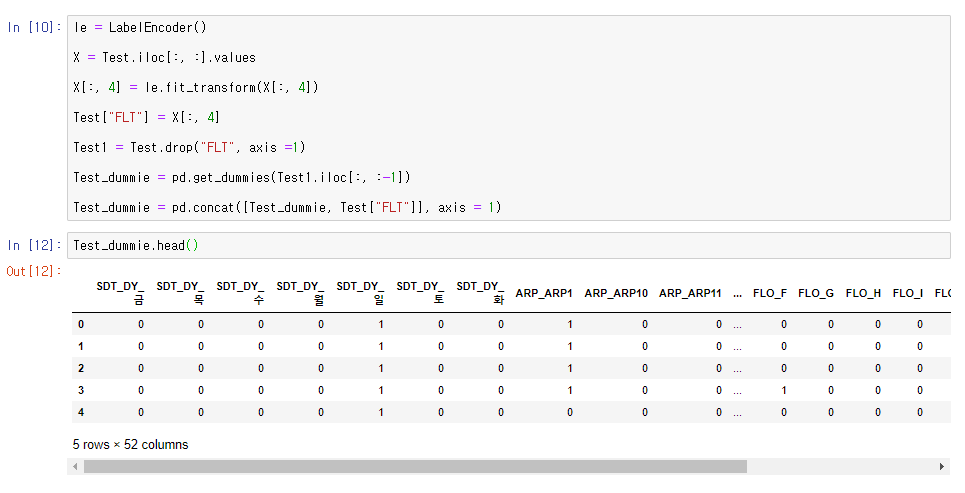 In [10]:
le = LabelEncoder()
X = Test.iloc[:, :].values
X[:, 4] = le.fit_transform(X[:, 4])
Test["FLT"] = X[:, 4]
Test1 = Test.drop("FLT", axis =1)
Test_dummie = pd.get_dummies(Test1.iloc[:, :-1])
Test_dummie = pd.concat([Test_dummie, Test["FLT"]], axis = 1)
In [12]:
Test_dummie.head()
Out[12]:
SDT_DY_금 SDT_DY_목 SDT_DY_수 SDT_DY_월 SDT_DY_일 SDT_DY_토 SDT_DY_화 ARP_ARP1 ARP_ARP10 ARP_ARP11 ... FLO_F FLO_G FLO_H FLO_I FLC
0 0 0 0 0 1 0 0 1 0 0 ... 0 0 0 0
1 0 0 0 0 1 0 0 1 0 0 ... 0 0 0 0
2 0 0 0 0 1 0 0 1 0 0 ... 0 0 0 0
3 0 0 0 0 1 0 0 1 0 0 ... 1 0 0 0
4 0 0 0 0 1 0 0 0 0 0 ... 0 0 0 0
5 rows × 52 columns